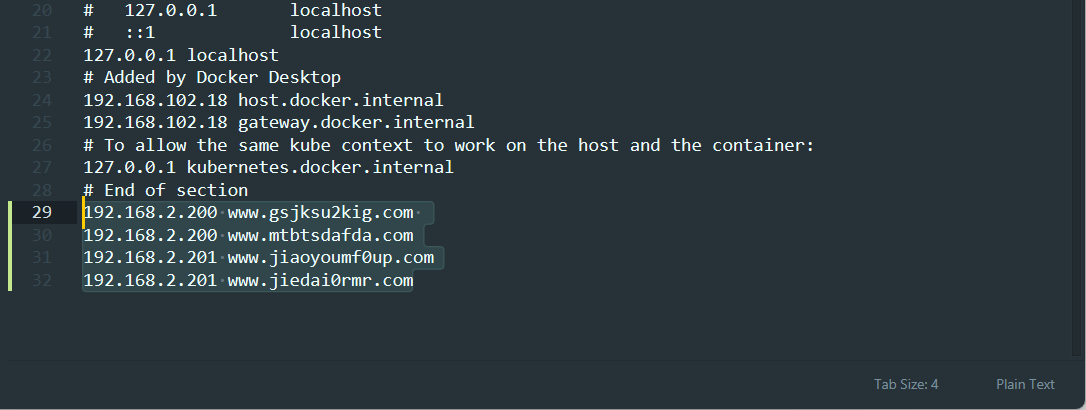 20 #   127.0.0.1       localhost
21 #   ::1             localhost
22 127.0.0.1 localhost
23 # Added by Docker Desktop
24 192.168.102.18 host.docker.internal
25 192.168.102.18 gateway.docker.internal
26 # To allow the same kube context to work on the host and the container:
27 127.0.0.1 kubernetes.docker.internal
28 # End of section
29 192.168.2.200 www.gsjksu2kig.com
30 192.168.2.200 www.mtbtsdafda.com
31 192.168.2.201 www.jiaoyoumf0up.com
32 192.168.2.201 www.jiedai0rmr.com
Tab Size: 4 Plain Text